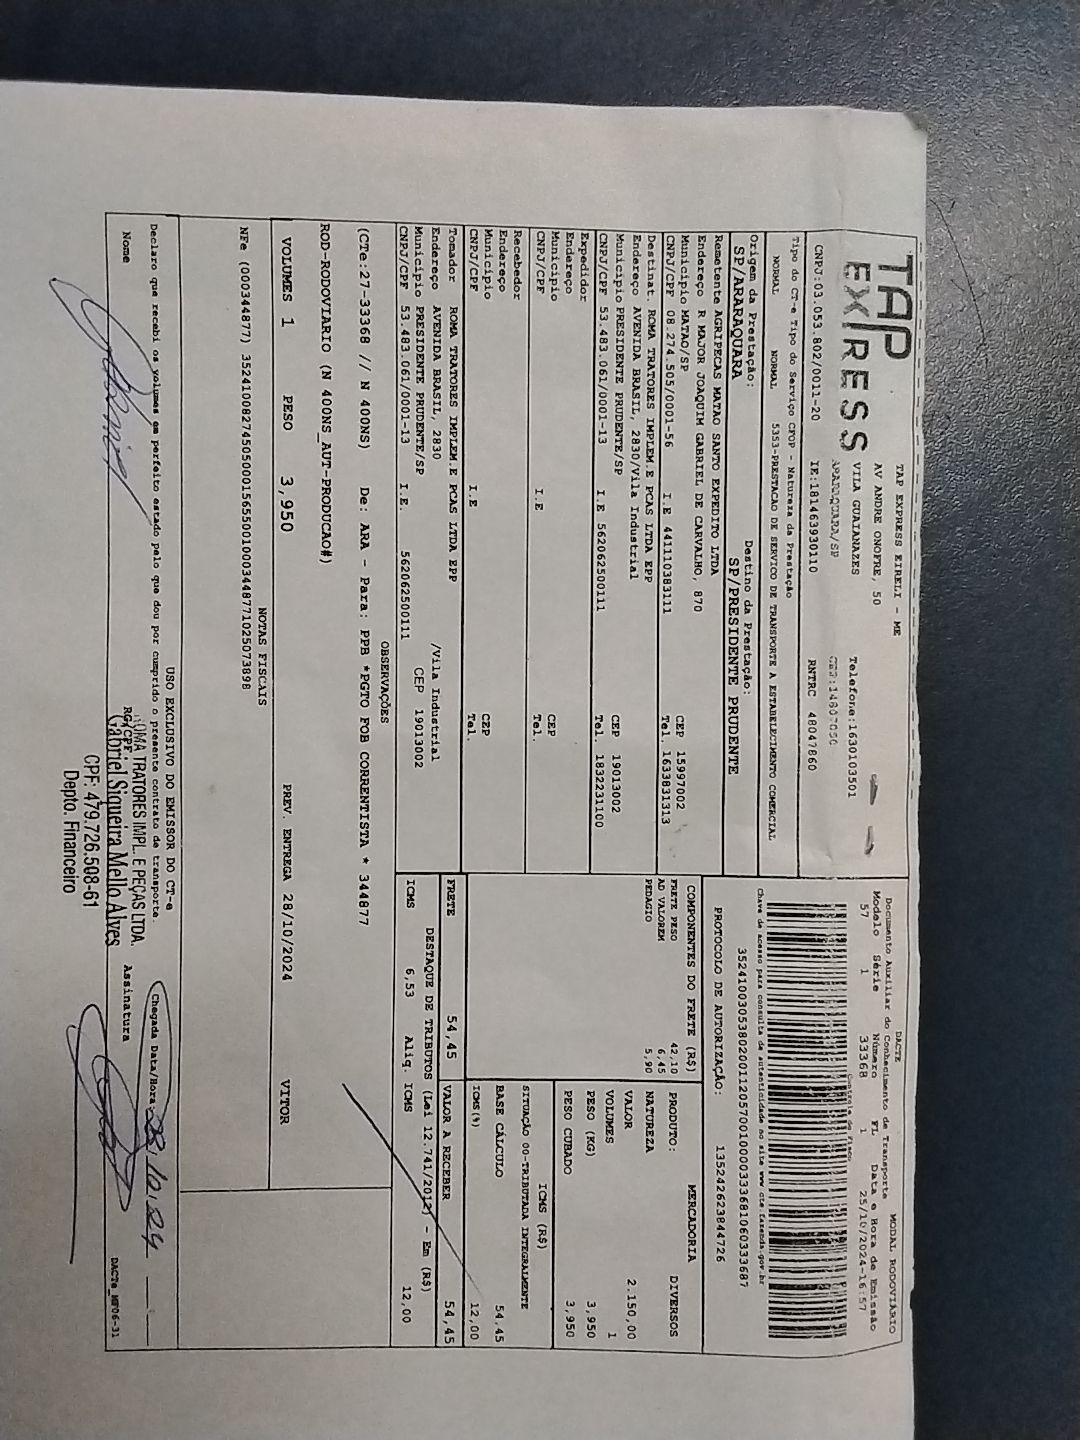 TAP
EXPRESS
TAP EXPRESS EIRELI - ME
AV ANDRE ONOFRE, 50
VILA GUAIANAZES Telefone:1630103501
ARARAQUARA/SP CEP:14807050
CNPJ:03.053.802/0011-20 IE:181463930110 RNTRC 48047860
DACTE MODAL RODOVIARIO
Documento Auxiliar do Conhecimento de Transporte
Modelo Série Número FL Data e Hora de Emissão
57 1 33368 1 25/10/2024-16:57
Controle do Fisco
Chave de acesso para consulta de autenticidade no site www.cte.fazenda.gov.br
35241003053802001120570010000333681060333687
PROTOCOLO DE AUTORIZAÇÃO: 135242623844726
Tipo do CT-e Tipo do Serviço CFOP - Natureza da Prestação
NORMAL NORMAL 5353-PRESTACAO DE SERVICO DE TRANSPORTE A ESTABELECIMENTO COMERCIAL
Origem da Prestação: Destino da Prestação:
SP/ARARAQUARA SP/PRESIDENTE PRUDENTE
Remetente AGRIPECAS MATAO SANTO EXPEDITO LTDA
Endereço R MAJOR JOAQUIM GABRIEL DE CARVALHO, 870
Município MATAO/SP CEP 15997002
CNPJ/CPF 08.274.505/0001-56 I.E 441110383111 Tel. 1633831313
Destinat. ROMA TRATORES IMPLEM.E PCAS LTDA EPP
Endereço AVENIDA BRASIL, 2830/Vila Industrial
Município PRESIDENTE PRUDENTE/SP CEP 19013002
CNPJ/CPF 53.483.061/0001-13 I.E 562062500111 Tel. 1832231100
Expedidor
Endereço
Município CEP
CNPJ/CPF I.E Tel.
Recebedor
Endereço
Município CEP
CNPJ/CPF I.E Tel.
Tomador ROMA TRATORES IMPLEM.E PCAS LTDA EPP
Endereço AVENIDA BRASIL, 2830 /Vila Industrial
Município PRESIDENTE PRUDENTE/SP CEP 19013002
CNPJ/CPF 53.483.061/0001-13 I.E. 562062500111
COMPONENTES DO FRETE (R$)
FRETE PESO 42,10
AD VALOREM 6,45
PEDAGIO 5,90
MERCADORIA
PRODUTO: DIVERSOS
NATUREZA
VALOR 2.150,00
VOLUMES 1
PESO (KG) 3,950
PESO CUBADO 3,950
ICMS (R$)
SITUAÇÃO 00-TRIBUTADA INTEGRALMENTE
BASE CÁLCULO 54,45
ICMS(%) 12,00
FRETE 54,45 VALOR A RECEBER 54,45
DESTAQUE DE TRIBUTOS (Lei 12.741/2012) - Em (R$)
ICMS 6,53 Aliq. ICMS 12,00
OBSERVAÇÕES
(CTe:27-33368 // N 400NS) De: ARA - Para: PPB *PGTO FOB CORRENTISTA * 344877
ROD-RODOVIARIO (N 400NS_AUT-PRODUCAO#)
VOLUMES 1 PESO 3,950 PREV. ENTREGA 28/10/2024 VITOR
NOTAS FISCAIS
NFe (000344877) 35241008274505000156550010003448771025073898
USO EXCLUSIVO DO EMISSOR DO CT-e
Declaro que recebi os volumes em perfeito estado pelo que dou por cumprido o presente contrato de transporte.
Nome RG/CPF. Assinatura Chegada Data/Hora: 28.10.24
ROMA TRATORES IMPL. E PEÇAS LTDA.
Gabriel Siqueira Mello Alves
CPF: 479.726.508-61
Depto. Financeiro
DACTe_MP06-31